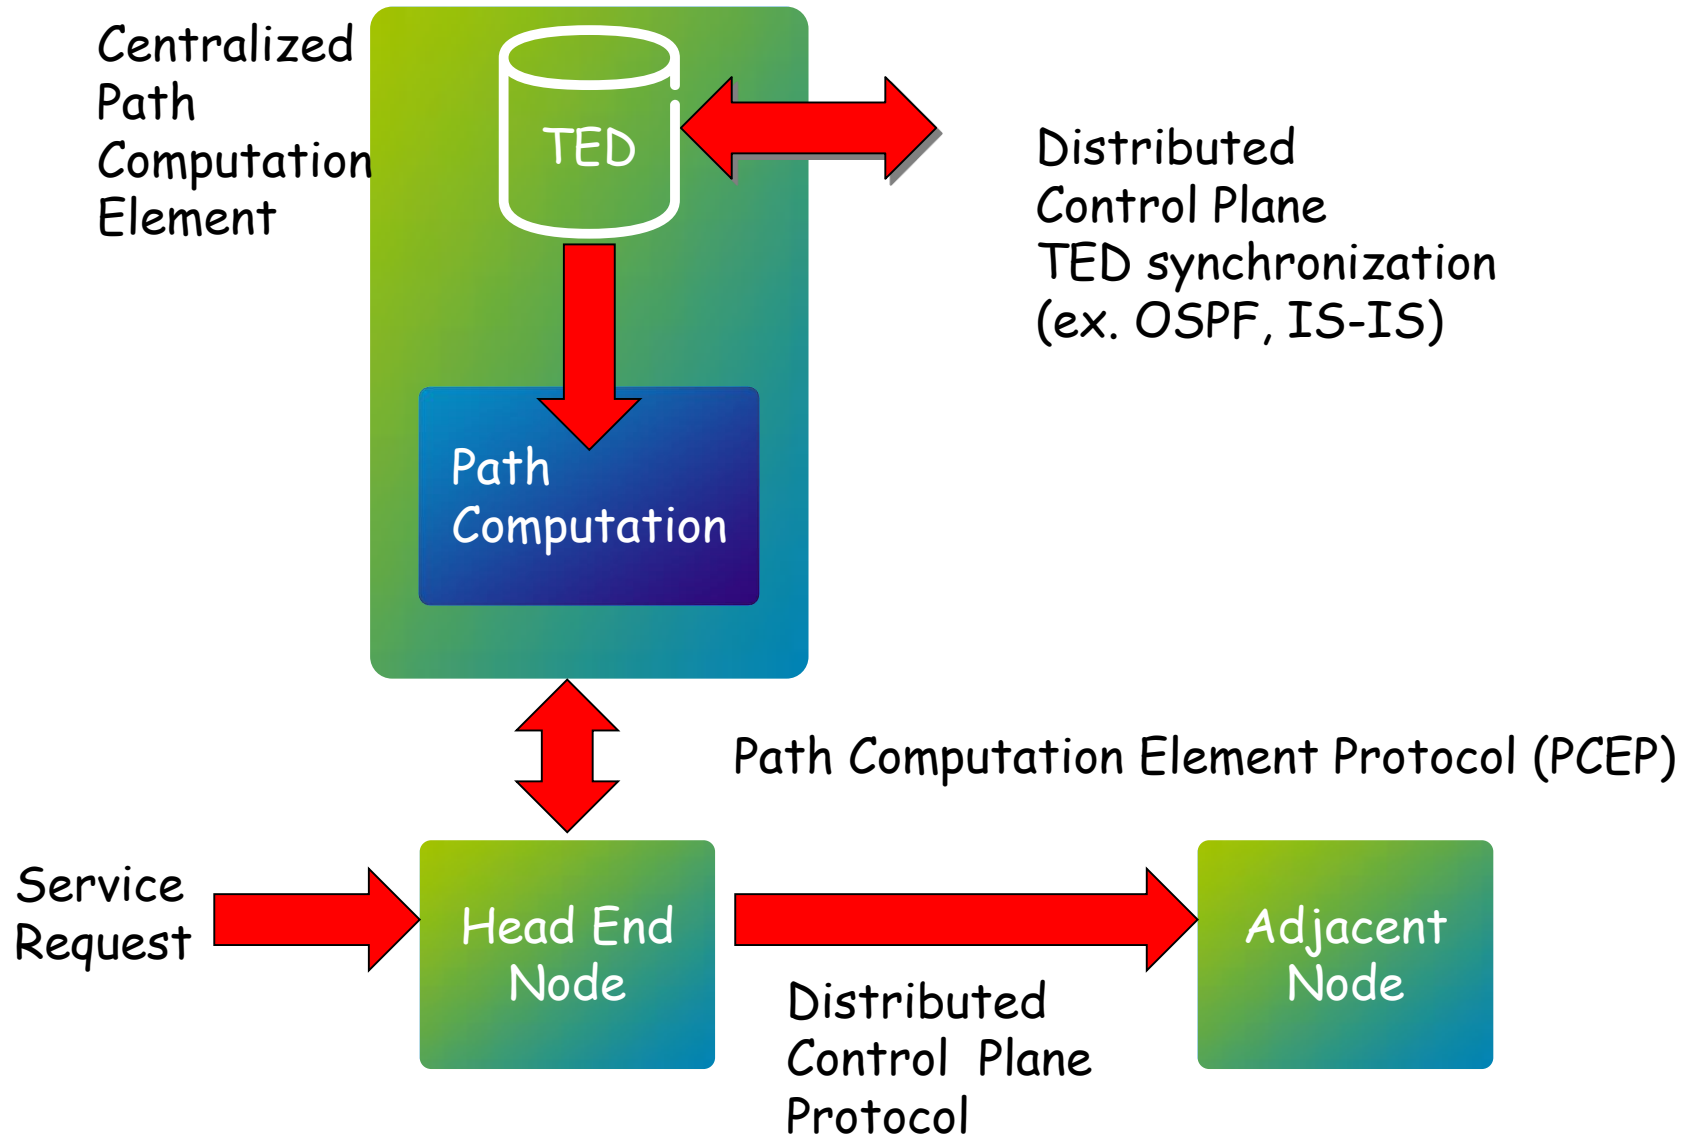 Centralized
Path
Computation
Element
TED
Distributed
Control Plane
TED synchronization
(ex. OSPF, IS-IS)
Path
Computation
Path Computation Element Protocol (PCEP)
Service
Request
Head End
Node
Adjacent
Node
Distributed
Control Plane
Protocol